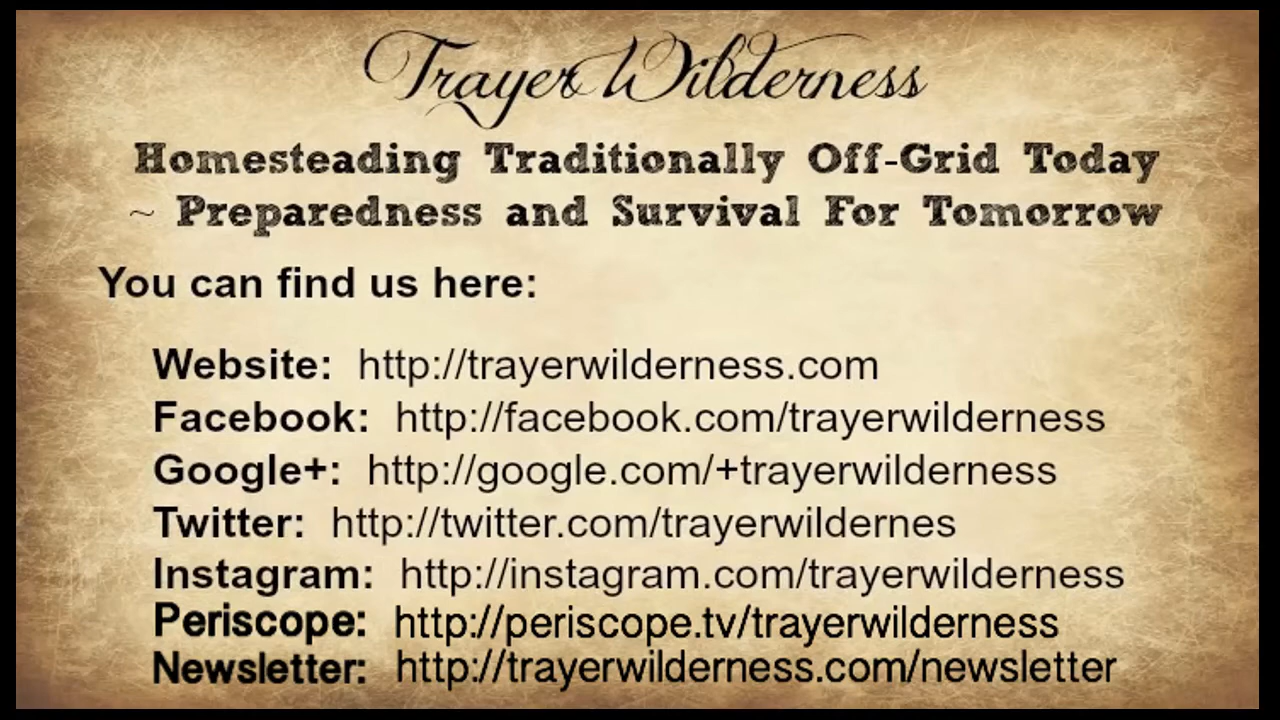 Trayer Wilderness
Homesteading Traditionally Off-Grid Today
~ Preparedness and Survival For Tomorrow
You can find us here:
Website: http://trayerwilderness.com
Facebook: http://facebook.com/trayerwilderness
Google+: http://google.com/+trayerwilderness
Twitter: http://twitter.com/trayerwildernes
Instagram: http://instagram.com/trayerwilderness
Periscope: http://periscope.tv/trayerwilderness
Newsletter: http://trayerwilderness.com/newsletter